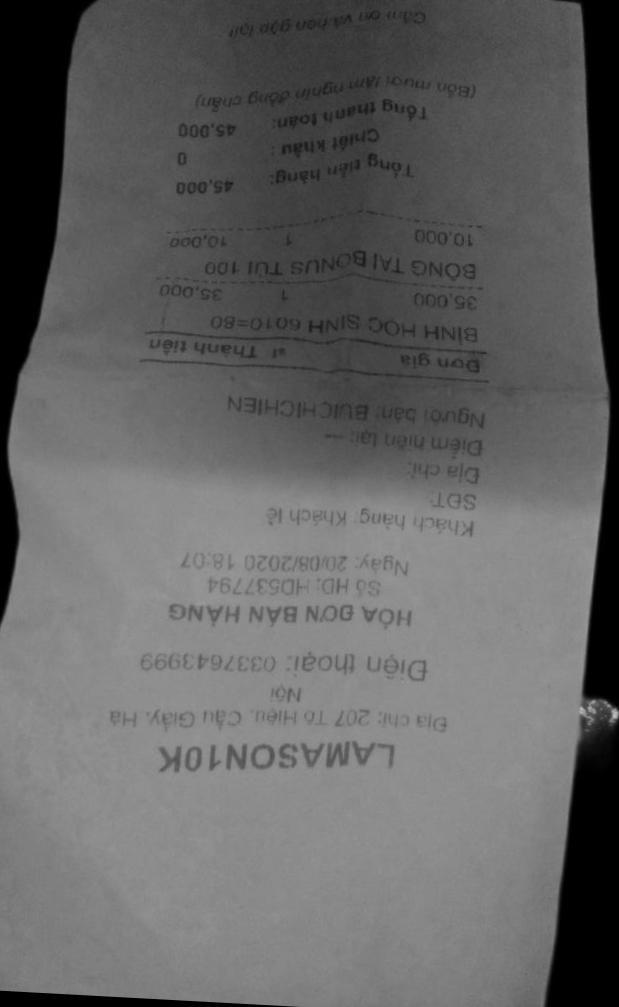 LAMASON10K
Địa chỉ: 207 Tô Hiệu, Cầu Giấy, Hà
Nội
Điện thoại: 0337643999
HÓA ĐƠN BÁN HÀNG
Số HĐ: HD537794
Ngày: 20/08/2020 18:07
Khách hàng: Khách lẻ
SĐT:
Địa chỉ:
Điểm hiện tại: ---
Người bán: BUICHICHIEN
Đơn giá sl Thành tiền
BÌNH HỌC SINH 6010=80
35,000 1 35,000
BÔNG TAI BONUS TÚI 100
10,000 1 10,000
Tổng tiền hàng: 45,000
Chiết khấu : 0
Tổng thanh toán: 45,000
(Bốn mươi lăm nghìn đồng chẵn)
Cảm ơn và hẹn gặp lại!